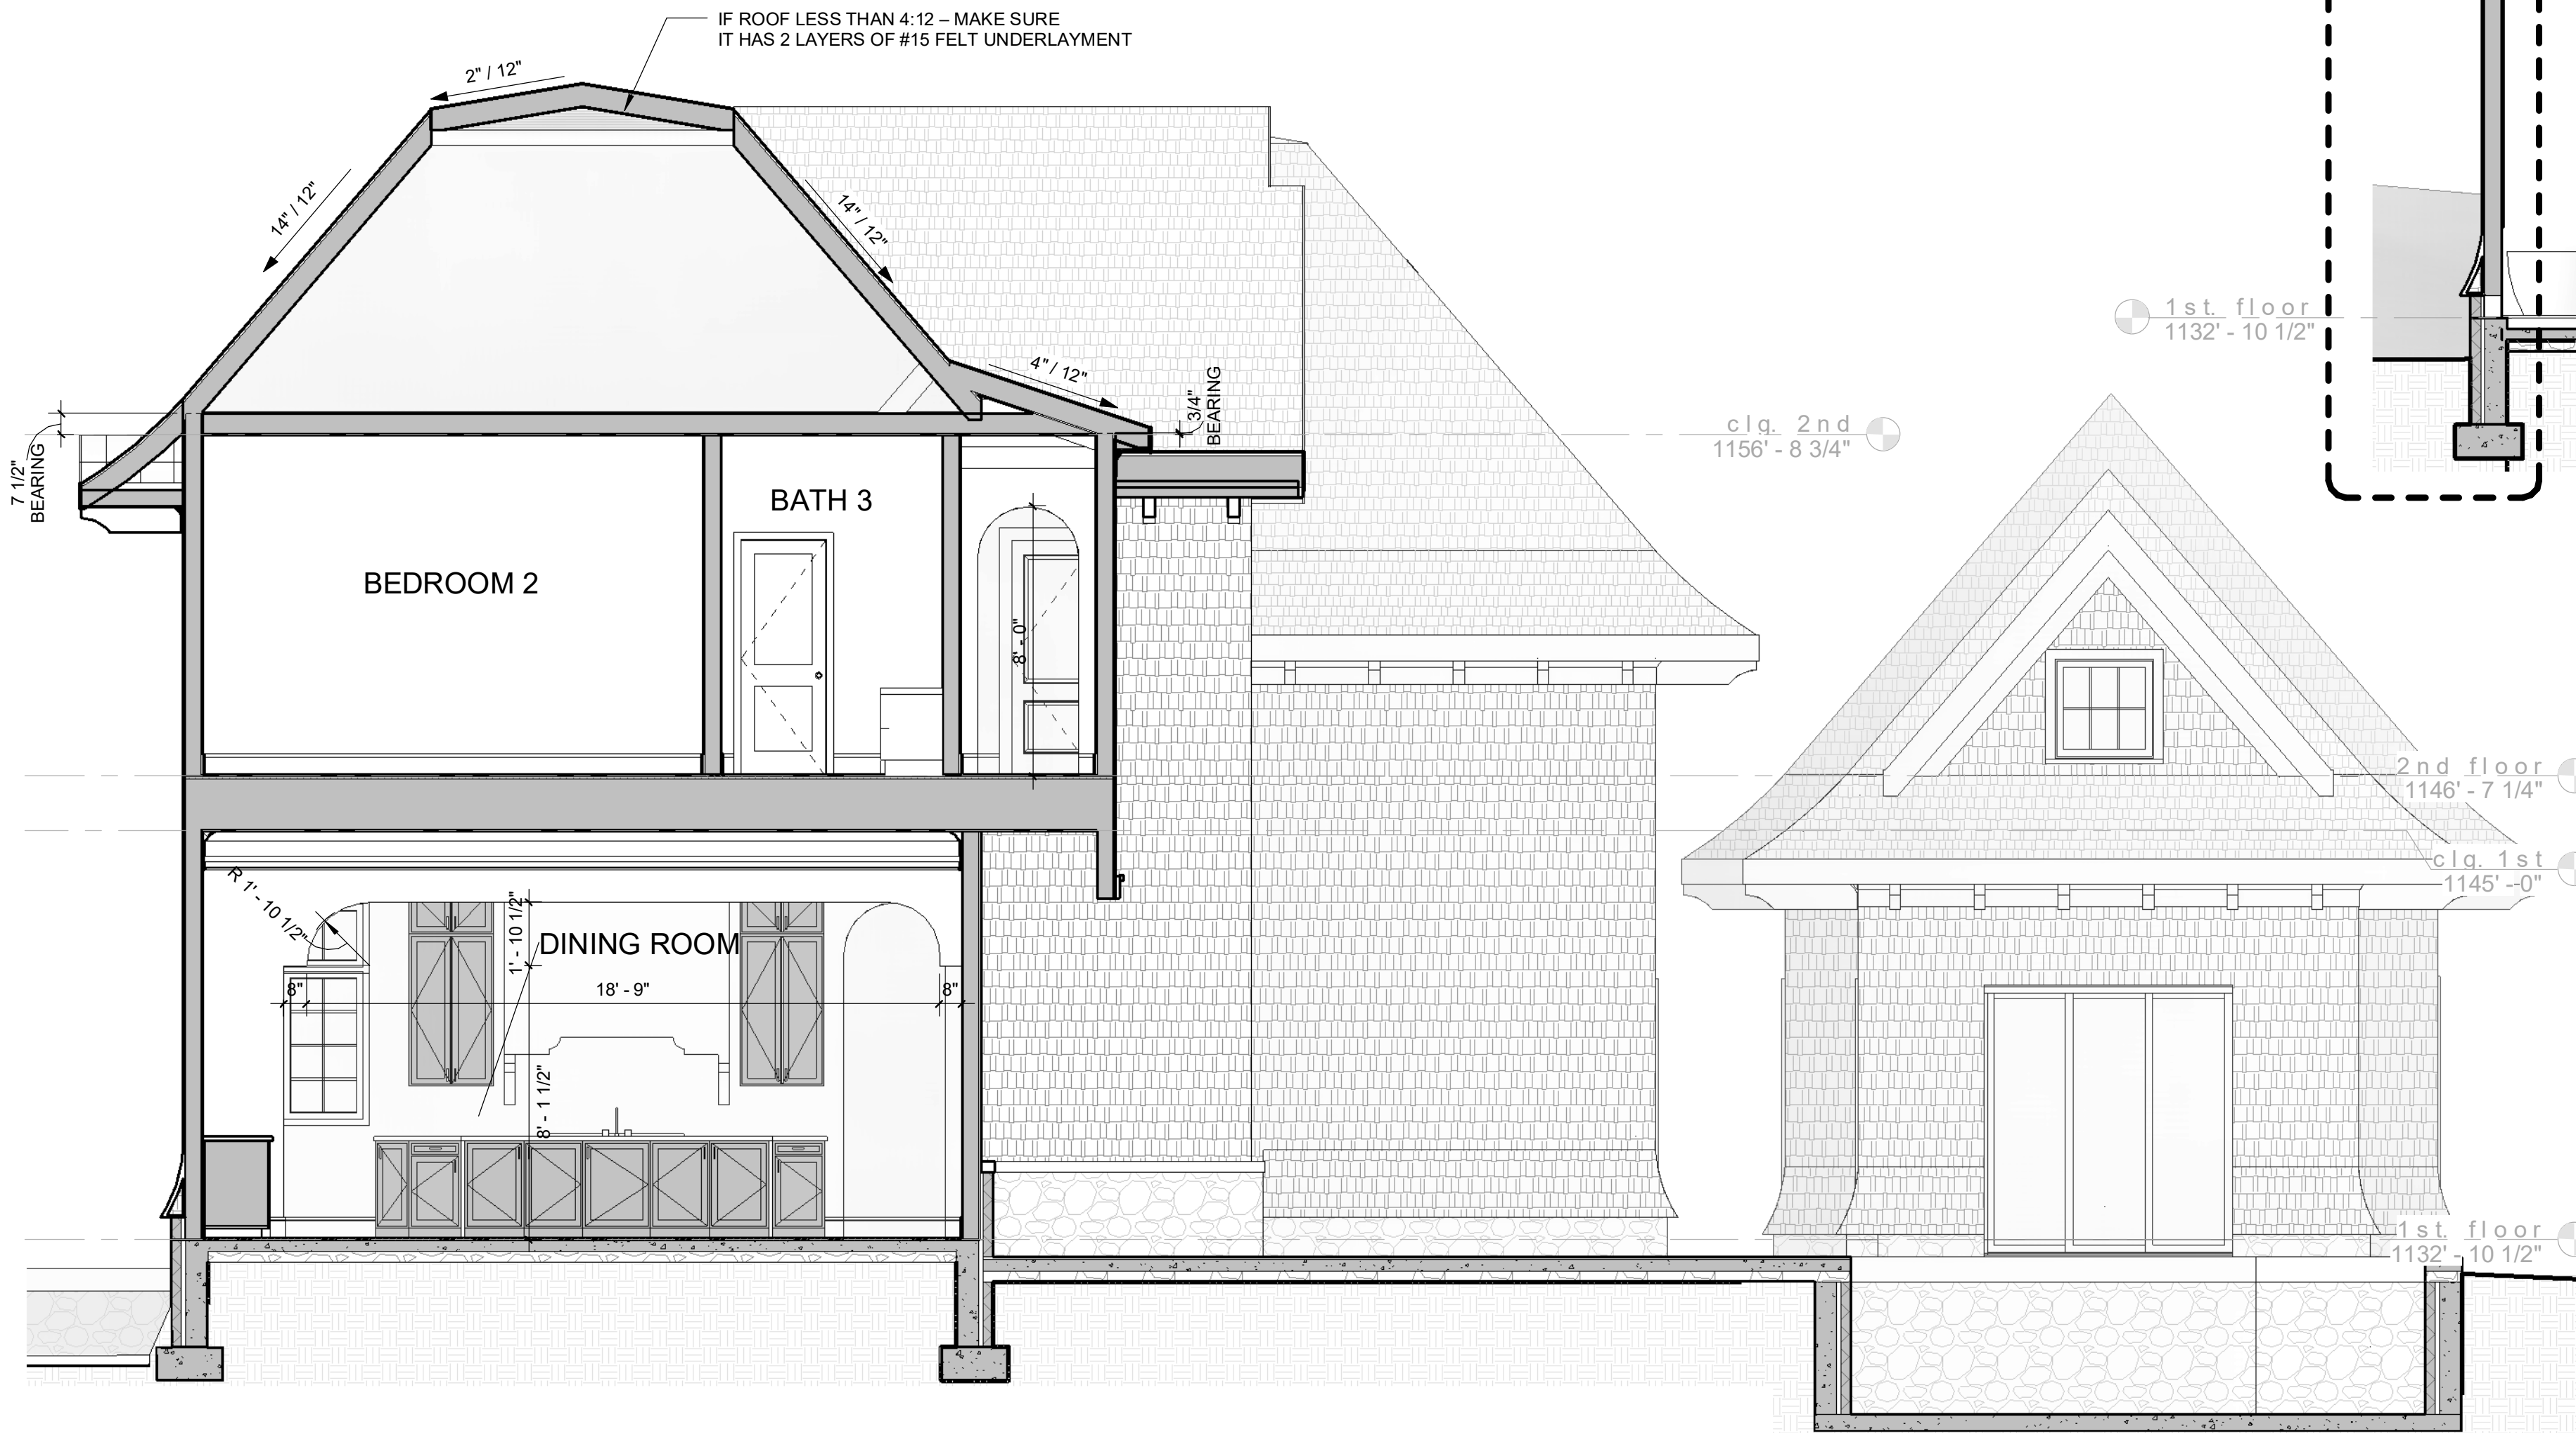 IF ROOF LESS THAN 4:12 – MAKE SURE
IT HAS 2 LAYERS OF #15 FELT UNDERLAYMENT
2" / 12"
14" / 12"
14" / 12"
4" / 12"
3/4"
BEARING
7 1/2"
BEARING
1st. floor
1132' - 10 1/2"
clg. 2nd
1156' - 8 3/4"
BATH 3
BEDROOM 2
8' - 0"
2nd floor
1146' - 7 1/4"
clg. 1st
1145' - 0"
R 1' - 10 1/2"
1' - 10 1/2"
DINING ROOM
8"
18' - 9"
8"
8' - 1 1/2"
1st. floor
1132' - 10 1/2"